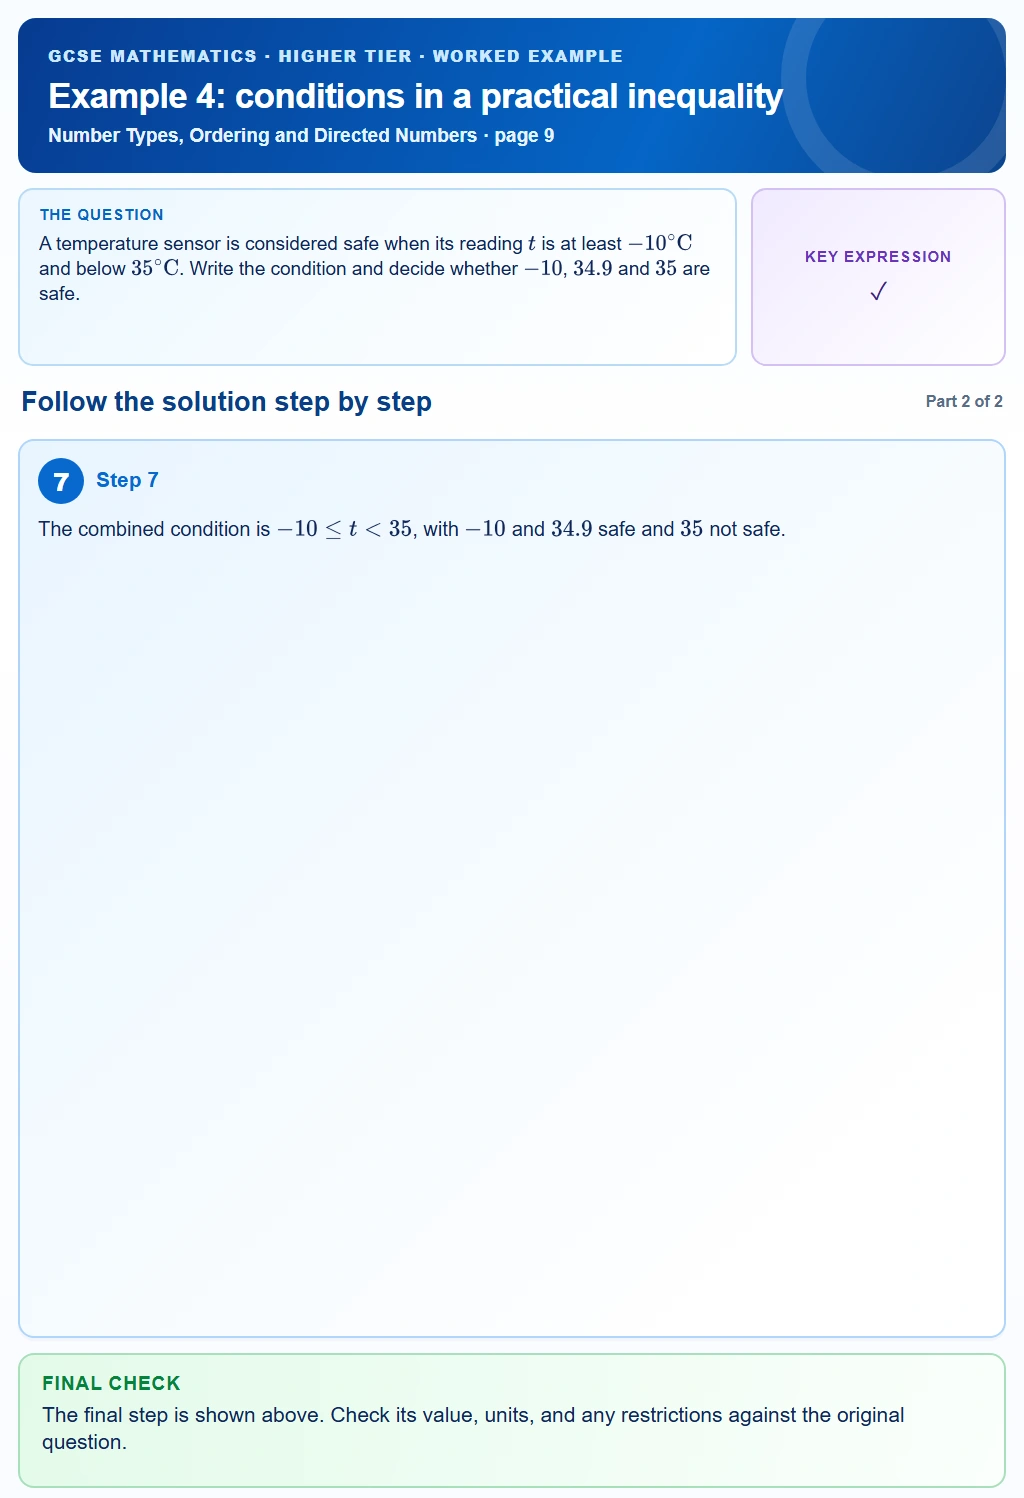 GCSE MATHEMATICS · HIGHER TIER · WORKED EXAMPLE
Example 4: conditions in a practical inequality
Number Types, Ordering and Directed Numbers · page 9
THE QUESTION
A temperature sensor is considered safe when its reading t is at least −10°C
and below 35°C. Write the condition and decide whether −10, 34.9 and 35 are
safe.
KEY EXPRESSION
✓
Follow the solution step by step
Part 2 of 2
7 Step 7
The combined condition is −10 ≤ t < 35, with −10 and 34.9 safe and 35 not safe.
FINAL CHECK
The final step is shown above. Check its value, units, and any restrictions against the original
question.